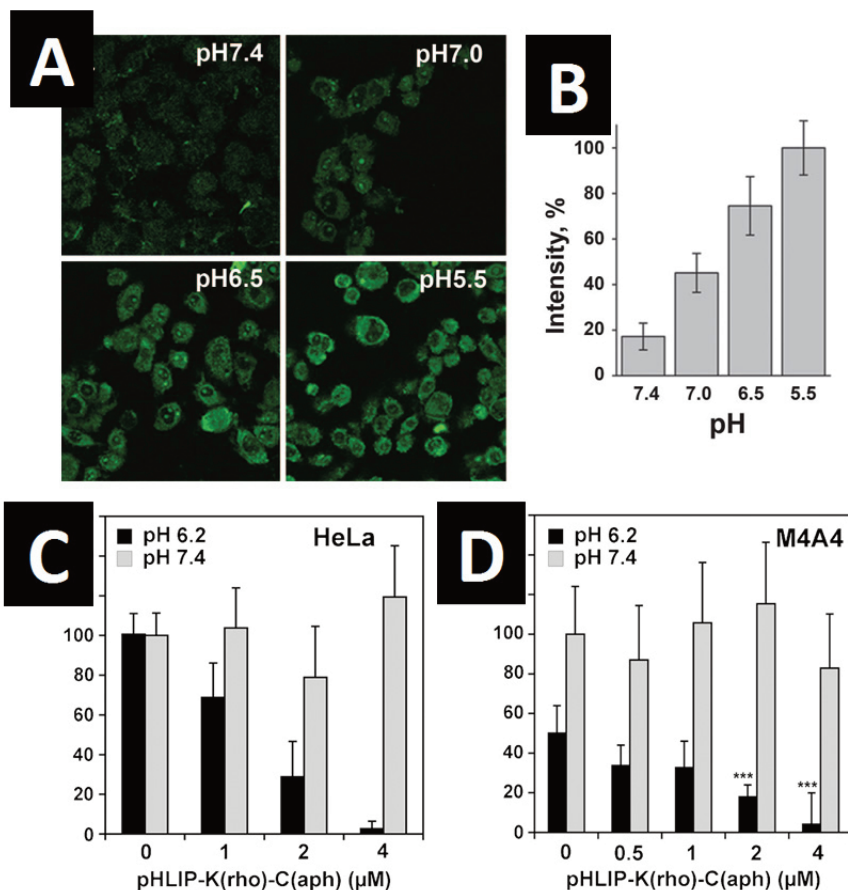 A
pH7.4
pH7.0
pH6.5
pH5.5
B
Intensity, %
100
80
60
40
20
0
7.4 7.0 6.5 5.5
pH
C
pH 6.2
pH 7.4
HeLa
100
80
60
40
20
0
0 1 2 4
pHLIP-K(rho)-C(aph) (μM)
D
pH 6.2
pH 7.4
M4A4
100
80
60
40
20
0
*** ***
0 0.5 1 2 4
pHLIP-K(rho)-C(aph) (μM)